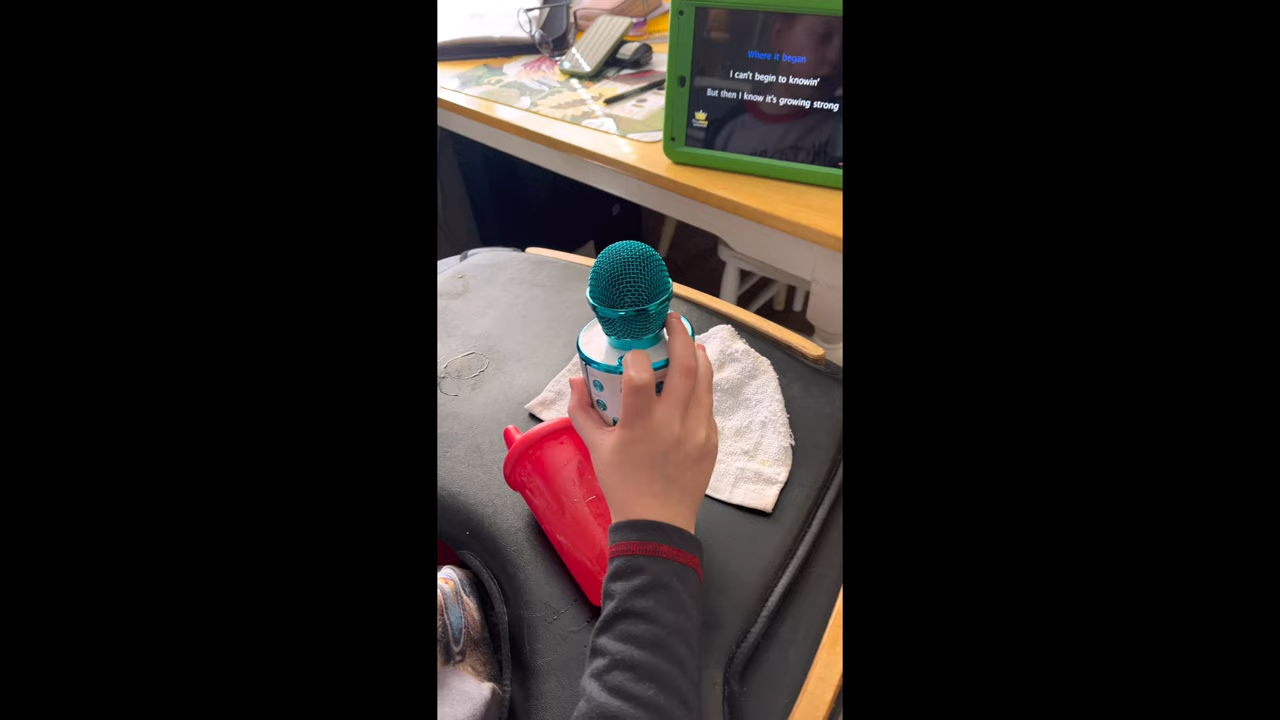 Where it began
I can't begin to knowin'
But then I know it's growing strong